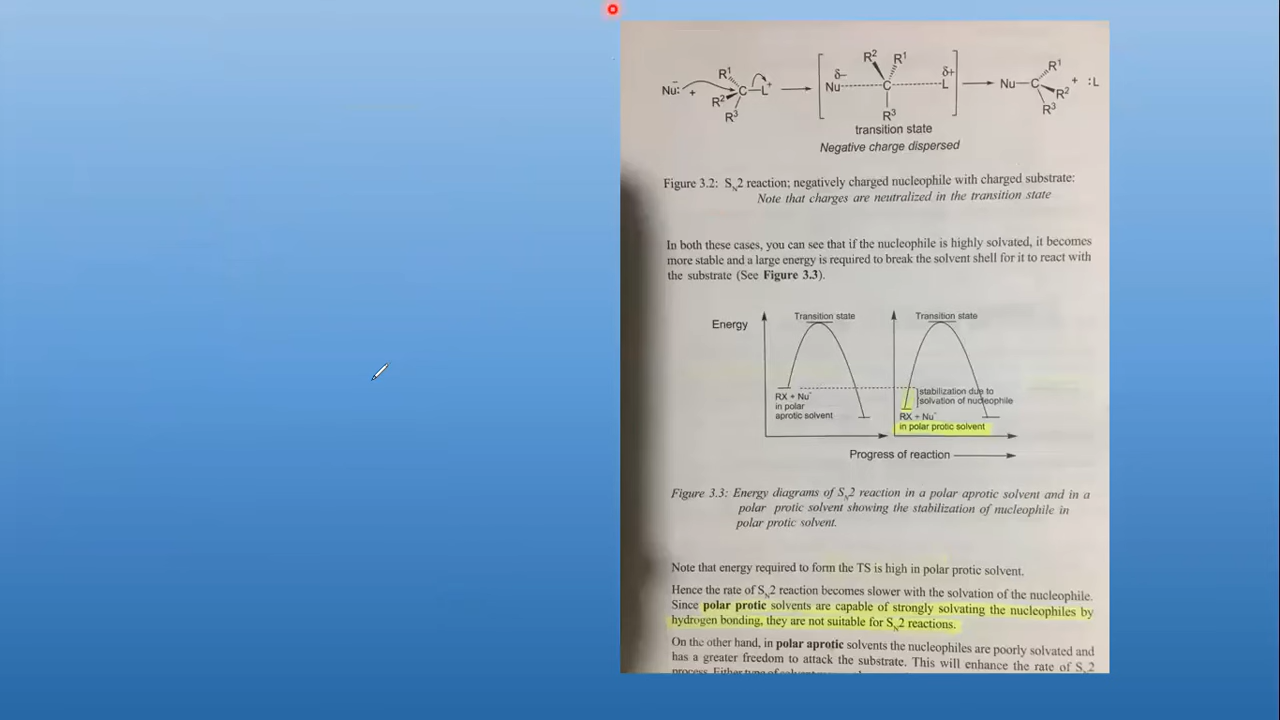 Nu:⁻ + R¹ R² R³ C—L⁺ → [ δ– Nu------C------L δ+ R² R¹ R³ ] → Nu—C R¹ R² R³ + :L
transition state
Negative charge dispersed
Figure 3.2: SN2 reaction; negatively charged nucleophile with charged substrate:
Note that charges are neutralized in the transition state
In both these cases, you can see that if the nucleophile is highly solvated, it becomes
more stable and a large energy is required to break the solvent shell for it to react with
the substrate (See Figure 3.3).
Energy
Transition state
RX + Nu⁻
in polar
aprotic solvent
Transition state
stabilization due to
solvation of nucleophile
RX + Nu⁻
in polar protic solvent
Progress of reaction
Figure 3.3: Energy diagrams of SN2 reaction in a polar aprotic solvent and in a
polar protic solvent showing the stabilization of nucleophile in
polar protic solvent.
Note that energy required to form the TS is high in polar protic solvent.
Hence the rate of SN2 reaction becomes slower with the solvation of the nucleophile.
Since polar protic solvents are capable of strongly solvating the nucleophiles by
hydrogen bonding, they are not suitable for SN2 reactions.
On the other hand, in polar aprotic solvents the nucleophiles are poorly solvated and
has a greater freedom to attack the substrate. This will enhance the rate of SN2
process. Either type of